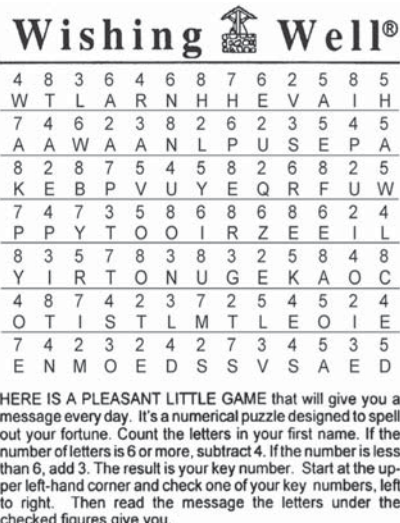 Wishing Well®
4 8 3 6 4 6 8 7 6 2 5 8 5
W T L A R N H H E V A I H
7 4 6 2 3 8 2 6 2 3 5 4 5
A A W A A N L P U S E P A
8 2 8 7 5 4 5 8 2 6 8 2 5
K E B P V U Y E Q R F U W
7 4 7 3 5 8 6 8 6 8 6 2 4
P P Y T O O I R Z E E I L
8 3 5 7 8 3 8 3 2 5 8 4 8
Y I R T O N U G E K A O C
4 8 7 4 2 3 7 2 5 4 5 2 4
O T I S T L M T L E O I E
7 4 2 3 2 4 2 7 3 4 5 3 5
E N M O E D S S V S A E D
HERE IS A PLEASANT LITTLE GAME that will give you a
message every day. It's a numerical puzzle designed to spell
out your fortune. Count the letters in your first name. If the
number of letters is 6 or more, subtract 4. If the number is less
than 6, add 3. The result is your key number. Start at the up-
per left-hand corner and check one of your key numbers, left
to right. Then read the message the letters under the
checked figures give you.